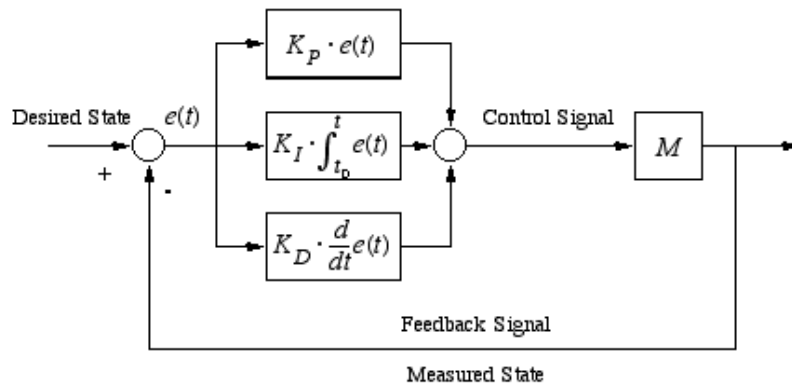 K_P · e(t)
Desired State
e(t)
Control Signal
K_I · ∫_{t_0}^{t} e(t)
M
+
-
K_D · d/dt e(t)
Feedback Signal
Measured State